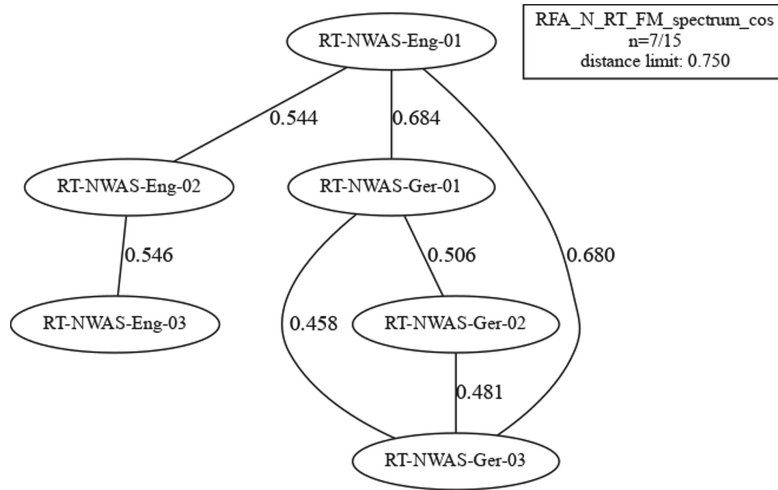 RT-NWAS-Eng-01
RFA_N_RT_FM_spectrum_cos
n=7/15
distance limit: 0.750
0.544
0.684
RT-NWAS-Eng-02
RT-NWAS-Ger-01
0.546
0.506
0.680
RT-NWAS-Eng-03
0.458
RT-NWAS-Ger-02
0.481
RT-NWAS-Ger-03